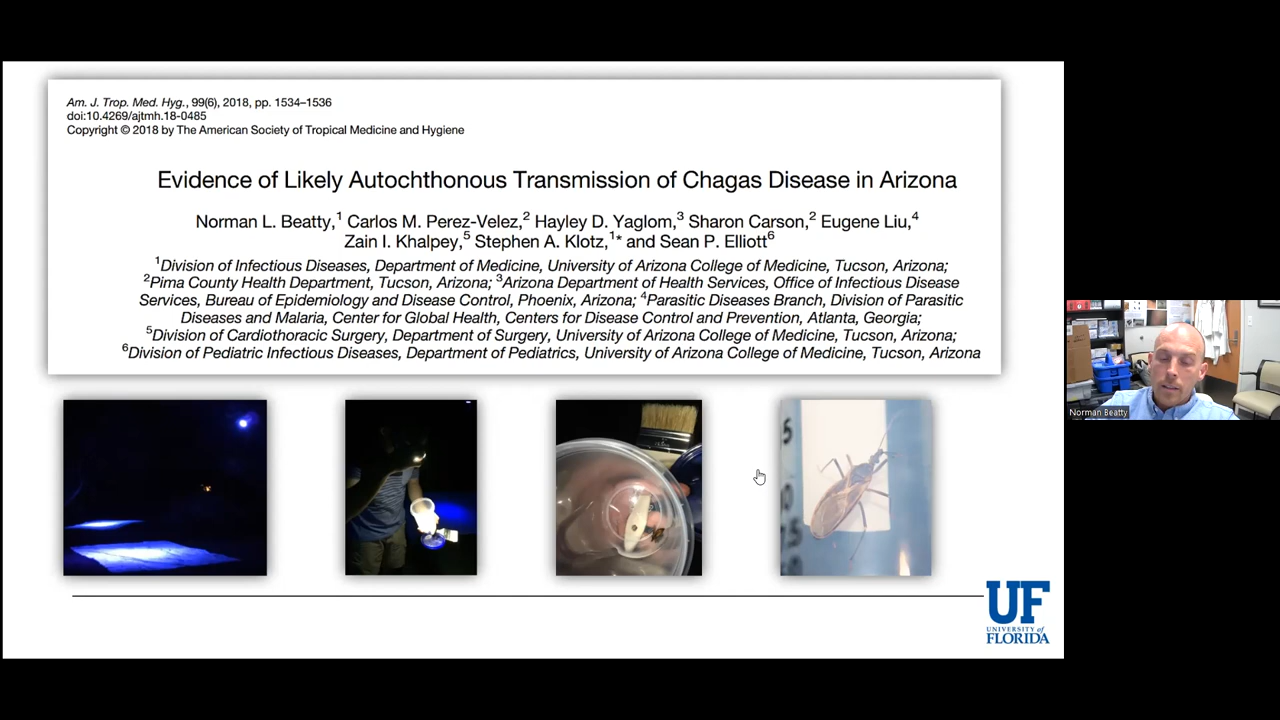 Am. J. Trop. Med. Hyg., 99(6), 2018, pp. 1534–1536
doi:10.4269/ajtmh.18-0485
Copyright © 2018 by The American Society of Tropical Medicine and Hygiene
Evidence of Likely Autochthonous Transmission of Chagas Disease in Arizona
Norman L. Beatty,1 Carlos M. Perez-Velez,2 Hayley D. Yaglom,3 Sharon Carson,2 Eugene Liu,4
Zain I. Khalpey,5 Stephen A. Klotz,1* and Sean P. Elliott6
1Division of Infectious Diseases, Department of Medicine, University of Arizona College of Medicine, Tucson, Arizona;
2Pima County Health Department, Tucson, Arizona; 3Arizona Department of Health Services, Office of Infectious Disease
Services, Bureau of Epidemiology and Disease Control, Phoenix, Arizona; 4Parasitic Diseases Branch, Division of Parasitic
Diseases and Malaria, Center for Global Health, Centers for Disease Control and Prevention, Atlanta, Georgia;
5Division of Cardiothoracic Surgery, Department of Surgery, University of Arizona College of Medicine, Tucson, Arizona;
6Division of Pediatric Infectious Diseases, Department of Pediatrics, University of Arizona College of Medicine, Tucson, Arizona
5
10
15
UF
UNIVERSITY of
FLORIDA
Norman Beatty